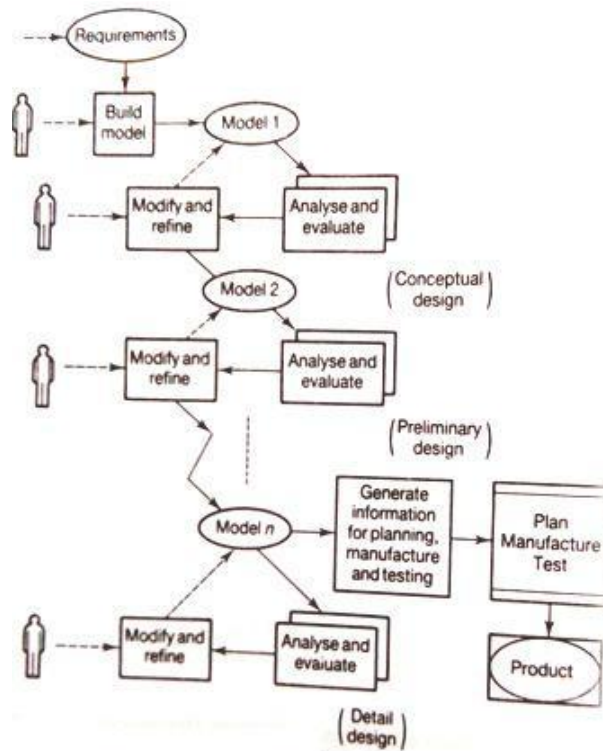 Requirements
Build
model
Model 1
Modify and
refine
Analyse and
evaluate
(Conceptual
design)
Model 2
Modify and
refine
Analyse and
evaluate
(Preliminary
design)
Model n
Generate
information
for planning,
manufacture
and testing
Plan
Manufacture
Test
Modify and
refine
Analyse and
evaluate
Product
(Detail
design)